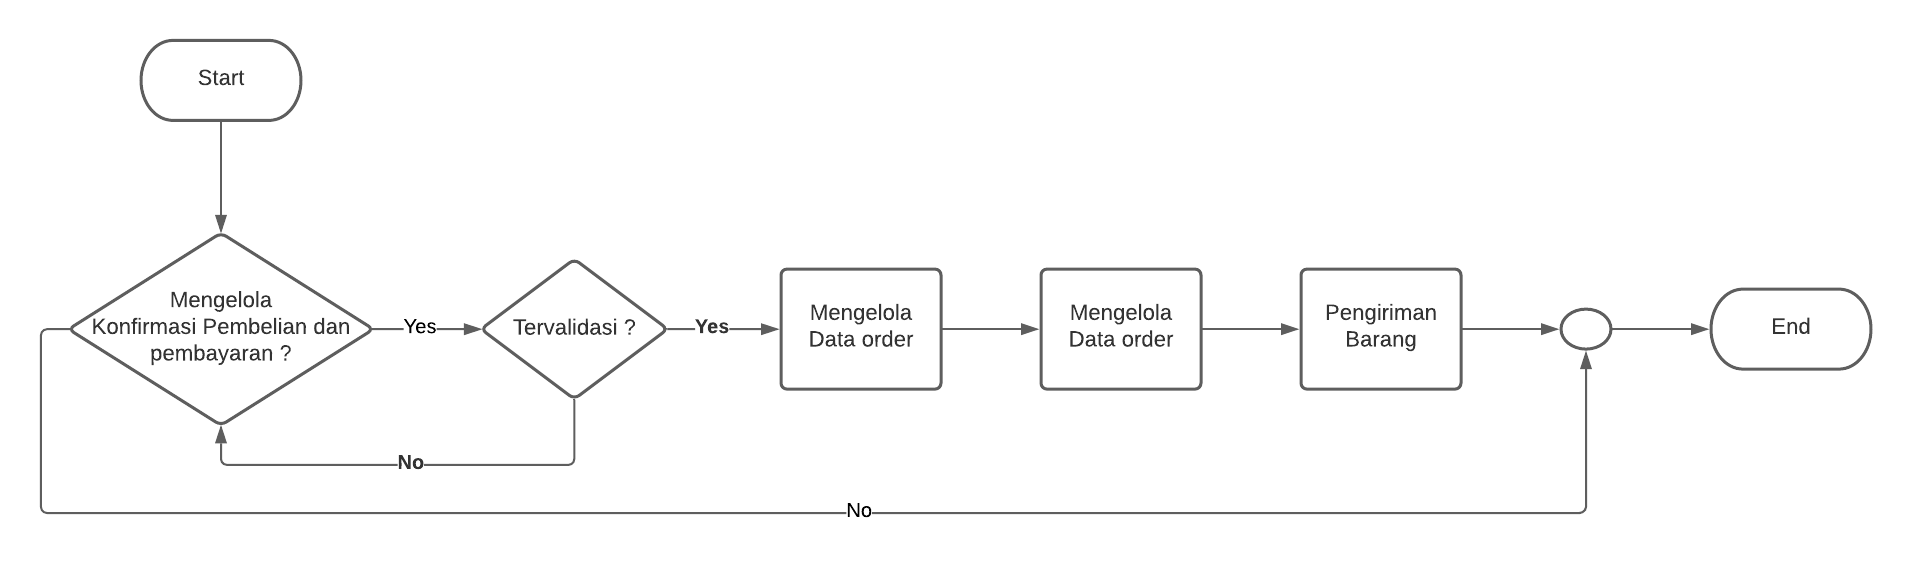 Start
Mengelola
Konfirmasi Pembelian dan
pembayaran ?
Yes
Tervalidasi ?
Yes
Mengelola
Data order
Mengelola
Data order
Pengiriman
Barang
End
No
No